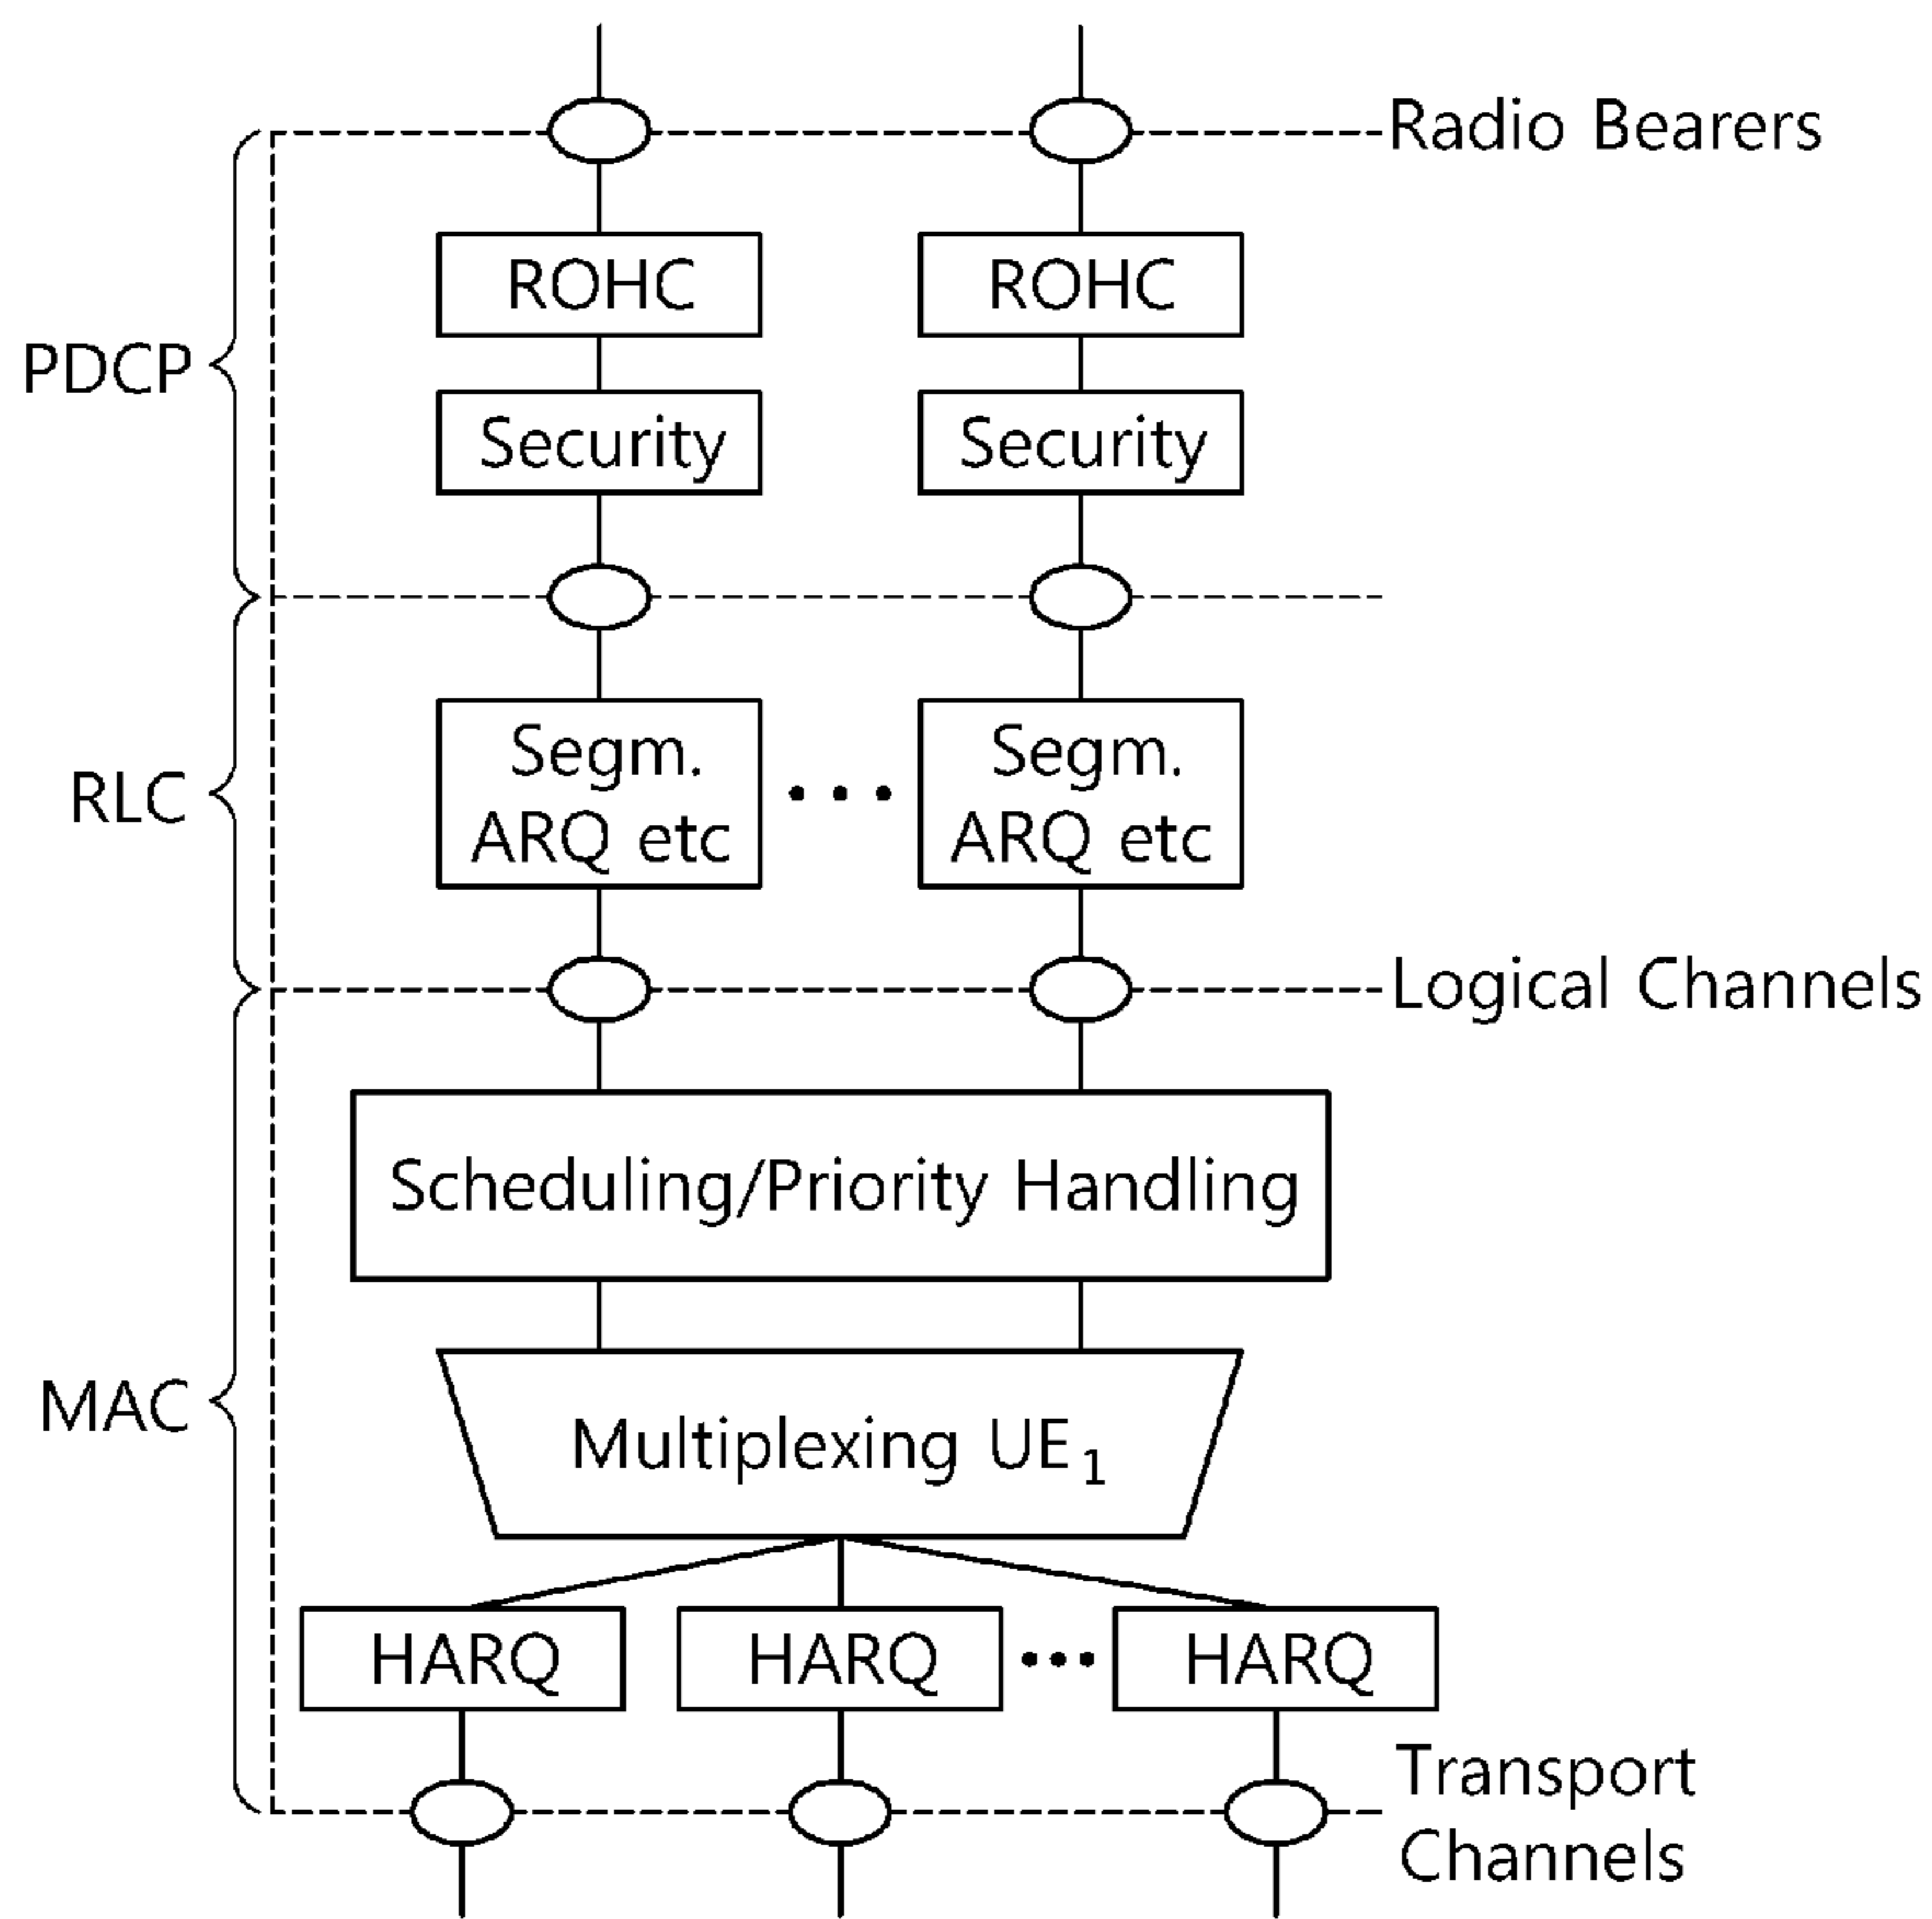 Radio Bearers
ROHC
ROHC
PDCP
Security
Security
Segm.
ARQ etc
Segm.
ARQ etc
RLC
Logical Channels
Scheduling/Priority Handling
MAC
Multiplexing UE1
HARQ
HARQ
HARQ
Transport
Channels